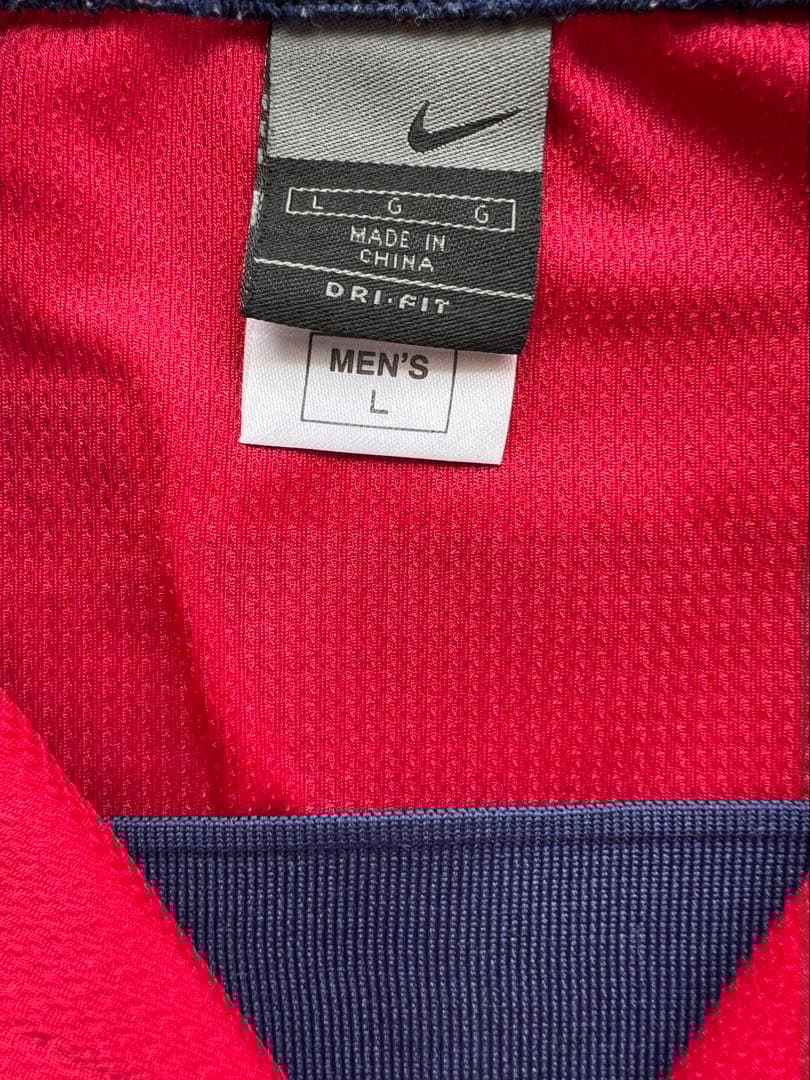 L G G
MADE IN
CHINA
DRI•FIT
MEN'S
L